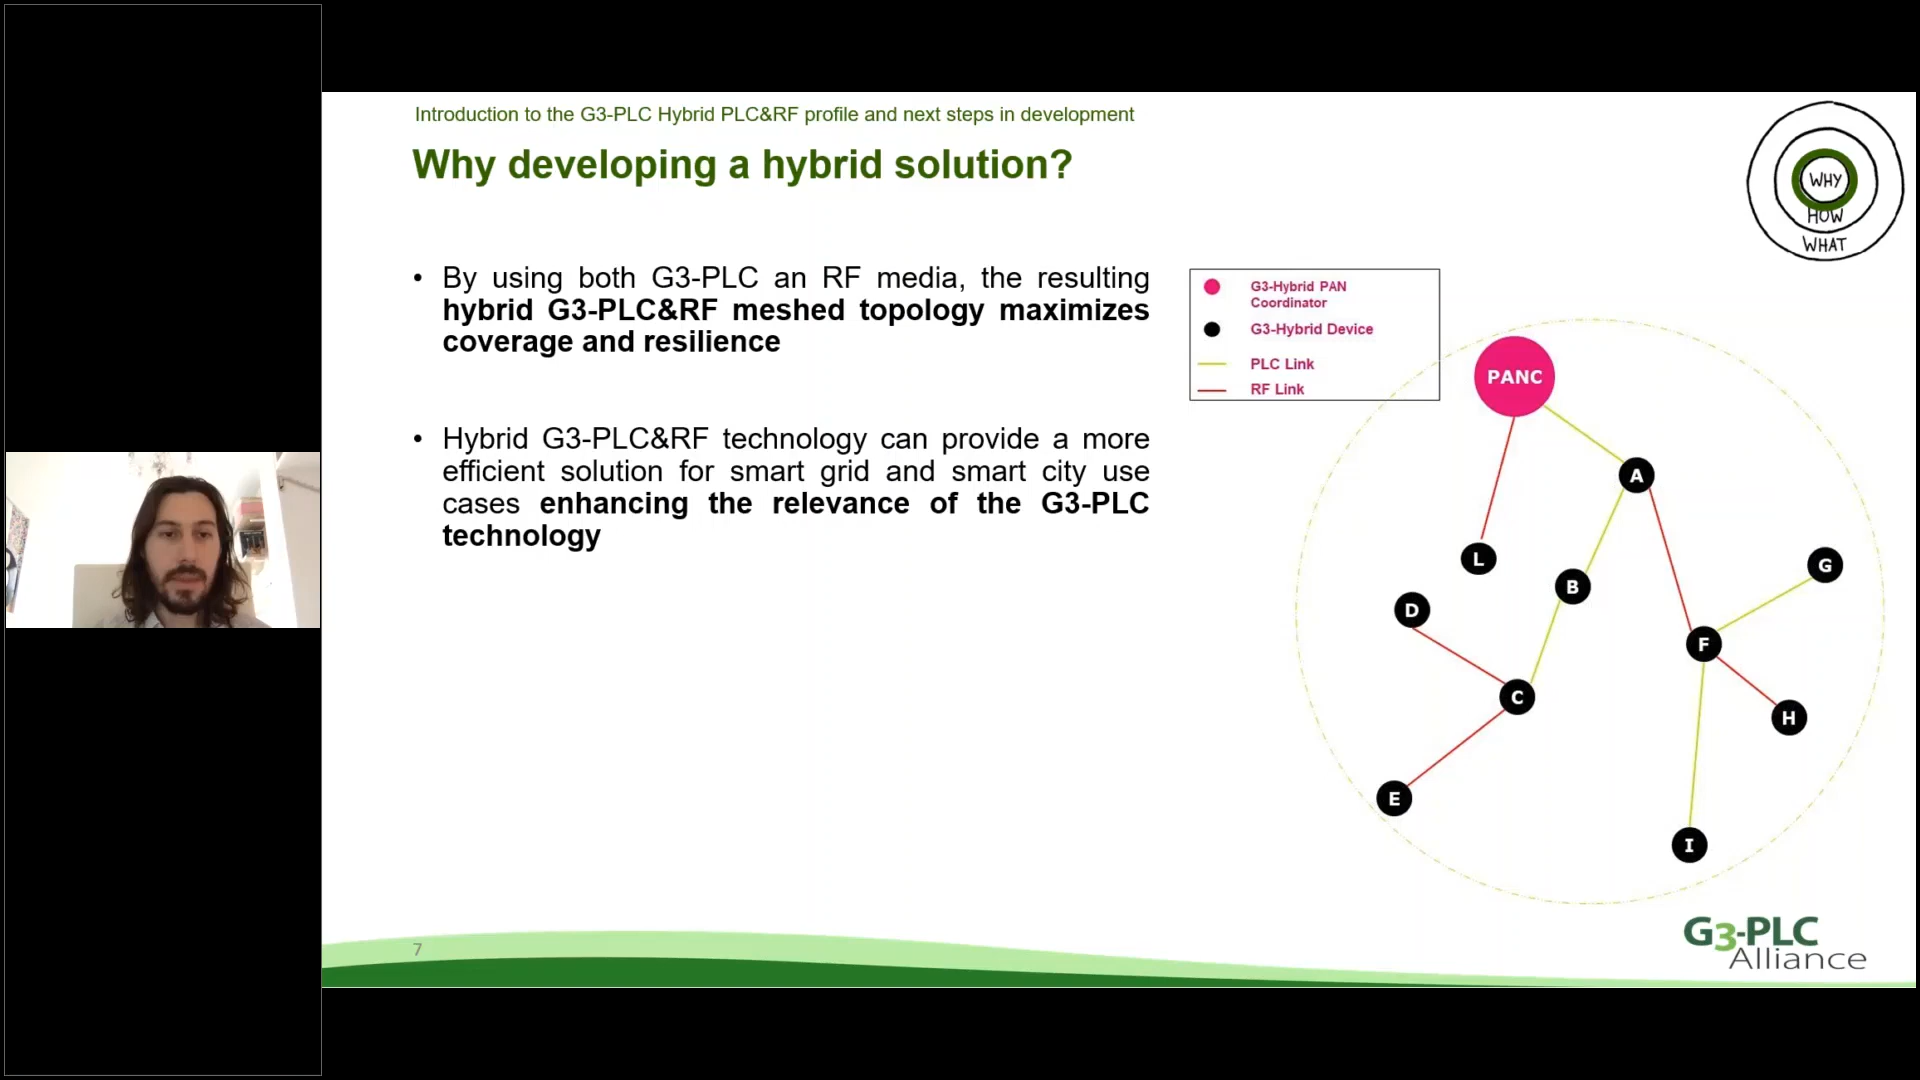 Introduction to the G3-PLC Hybrid PLC&RF profile and next steps in development
Why developing a hybrid solution?
WHY
HOW
WHAT
• By using both G3-PLC an RF media, the resulting
hybrid G3-PLC&RF meshed topology maximizes
coverage and resilience
• Hybrid G3-PLC&RF technology can provide a more
efficient solution for smart grid and smart city use
cases enhancing the relevance of the G3-PLC
technology
G3-Hybrid PAN
Coordinator
G3-Hybrid Device
PLC Link
RF Link
PANC
A
L
B
G
D
F
C
H
E
I
7
G3-PLC
Alliance